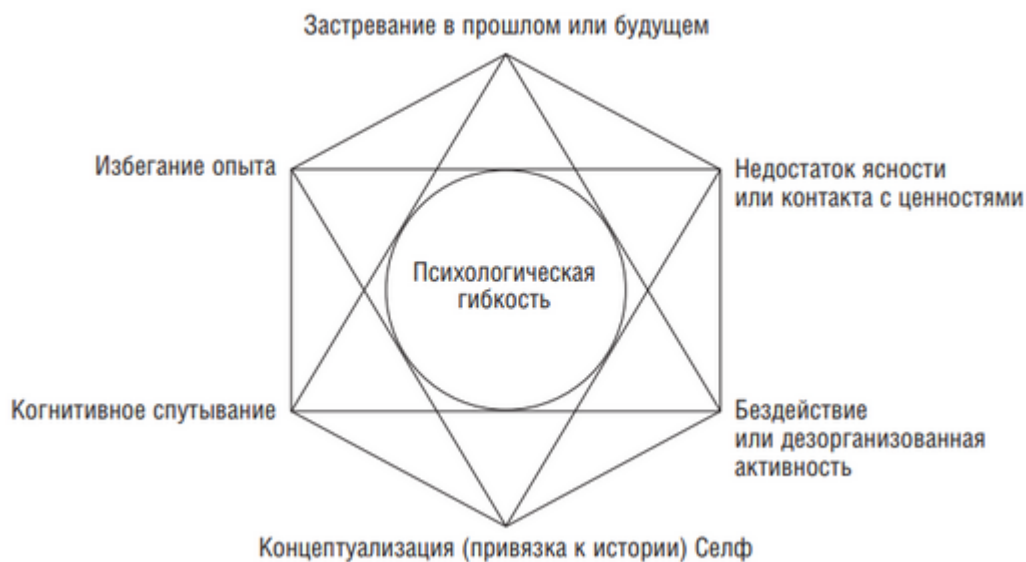 Застревание в прошлом или будущем
Избегание опыта
Недостаток ясности
или контакта с ценностями
Психологическая
гибкость
Когнитивное спутывание
Бездействие
или дезорганизованная
активность
Концептуализация (привязка к истории) Селф